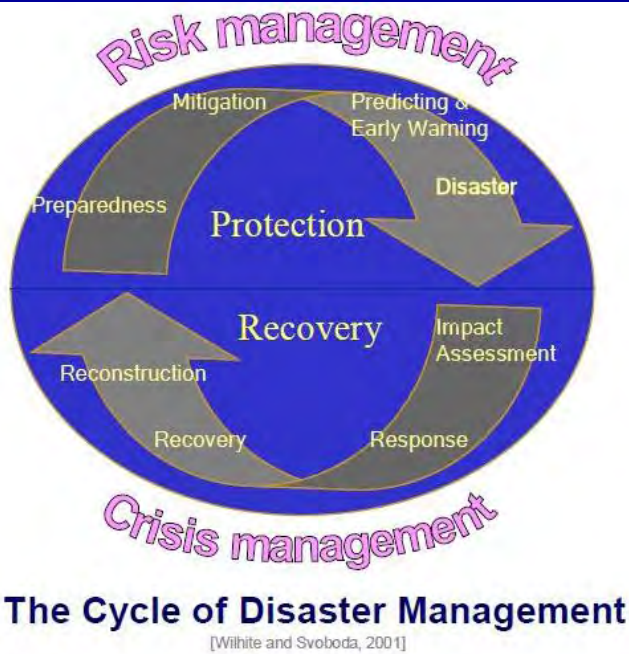 Risk management
Mitigation
Predicting &
Early Warning
Disaster
Preparedness
Protection
Recovery
Impact
Assessment
Reconstruction
Recovery
Response
Crisis management
The Cycle of Disaster Management
[Wilhite and Svoboda, 2001]